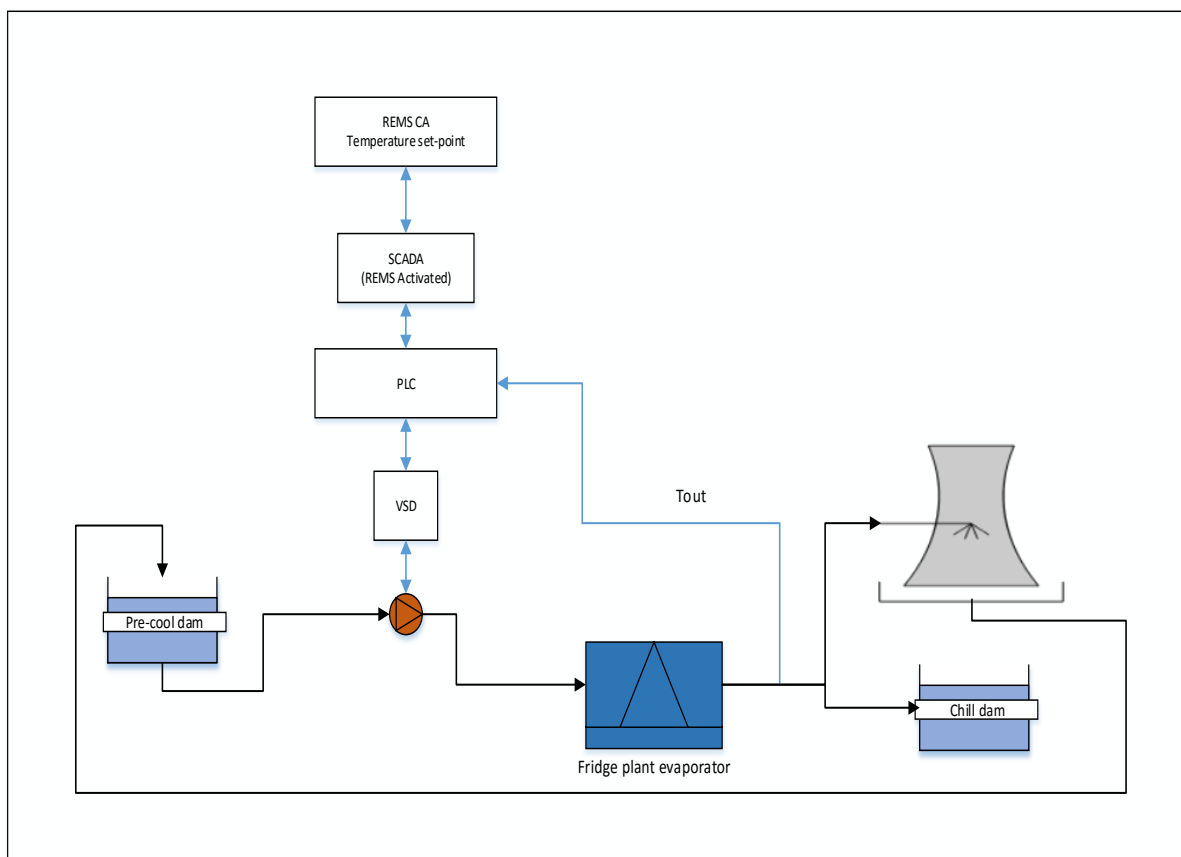 REMS CA
Temperature set-point
SCADA
(REMS Activated)
PLC
VSD
Tout
Pre-cool dam
Chill dam
Fridge plant evaporator